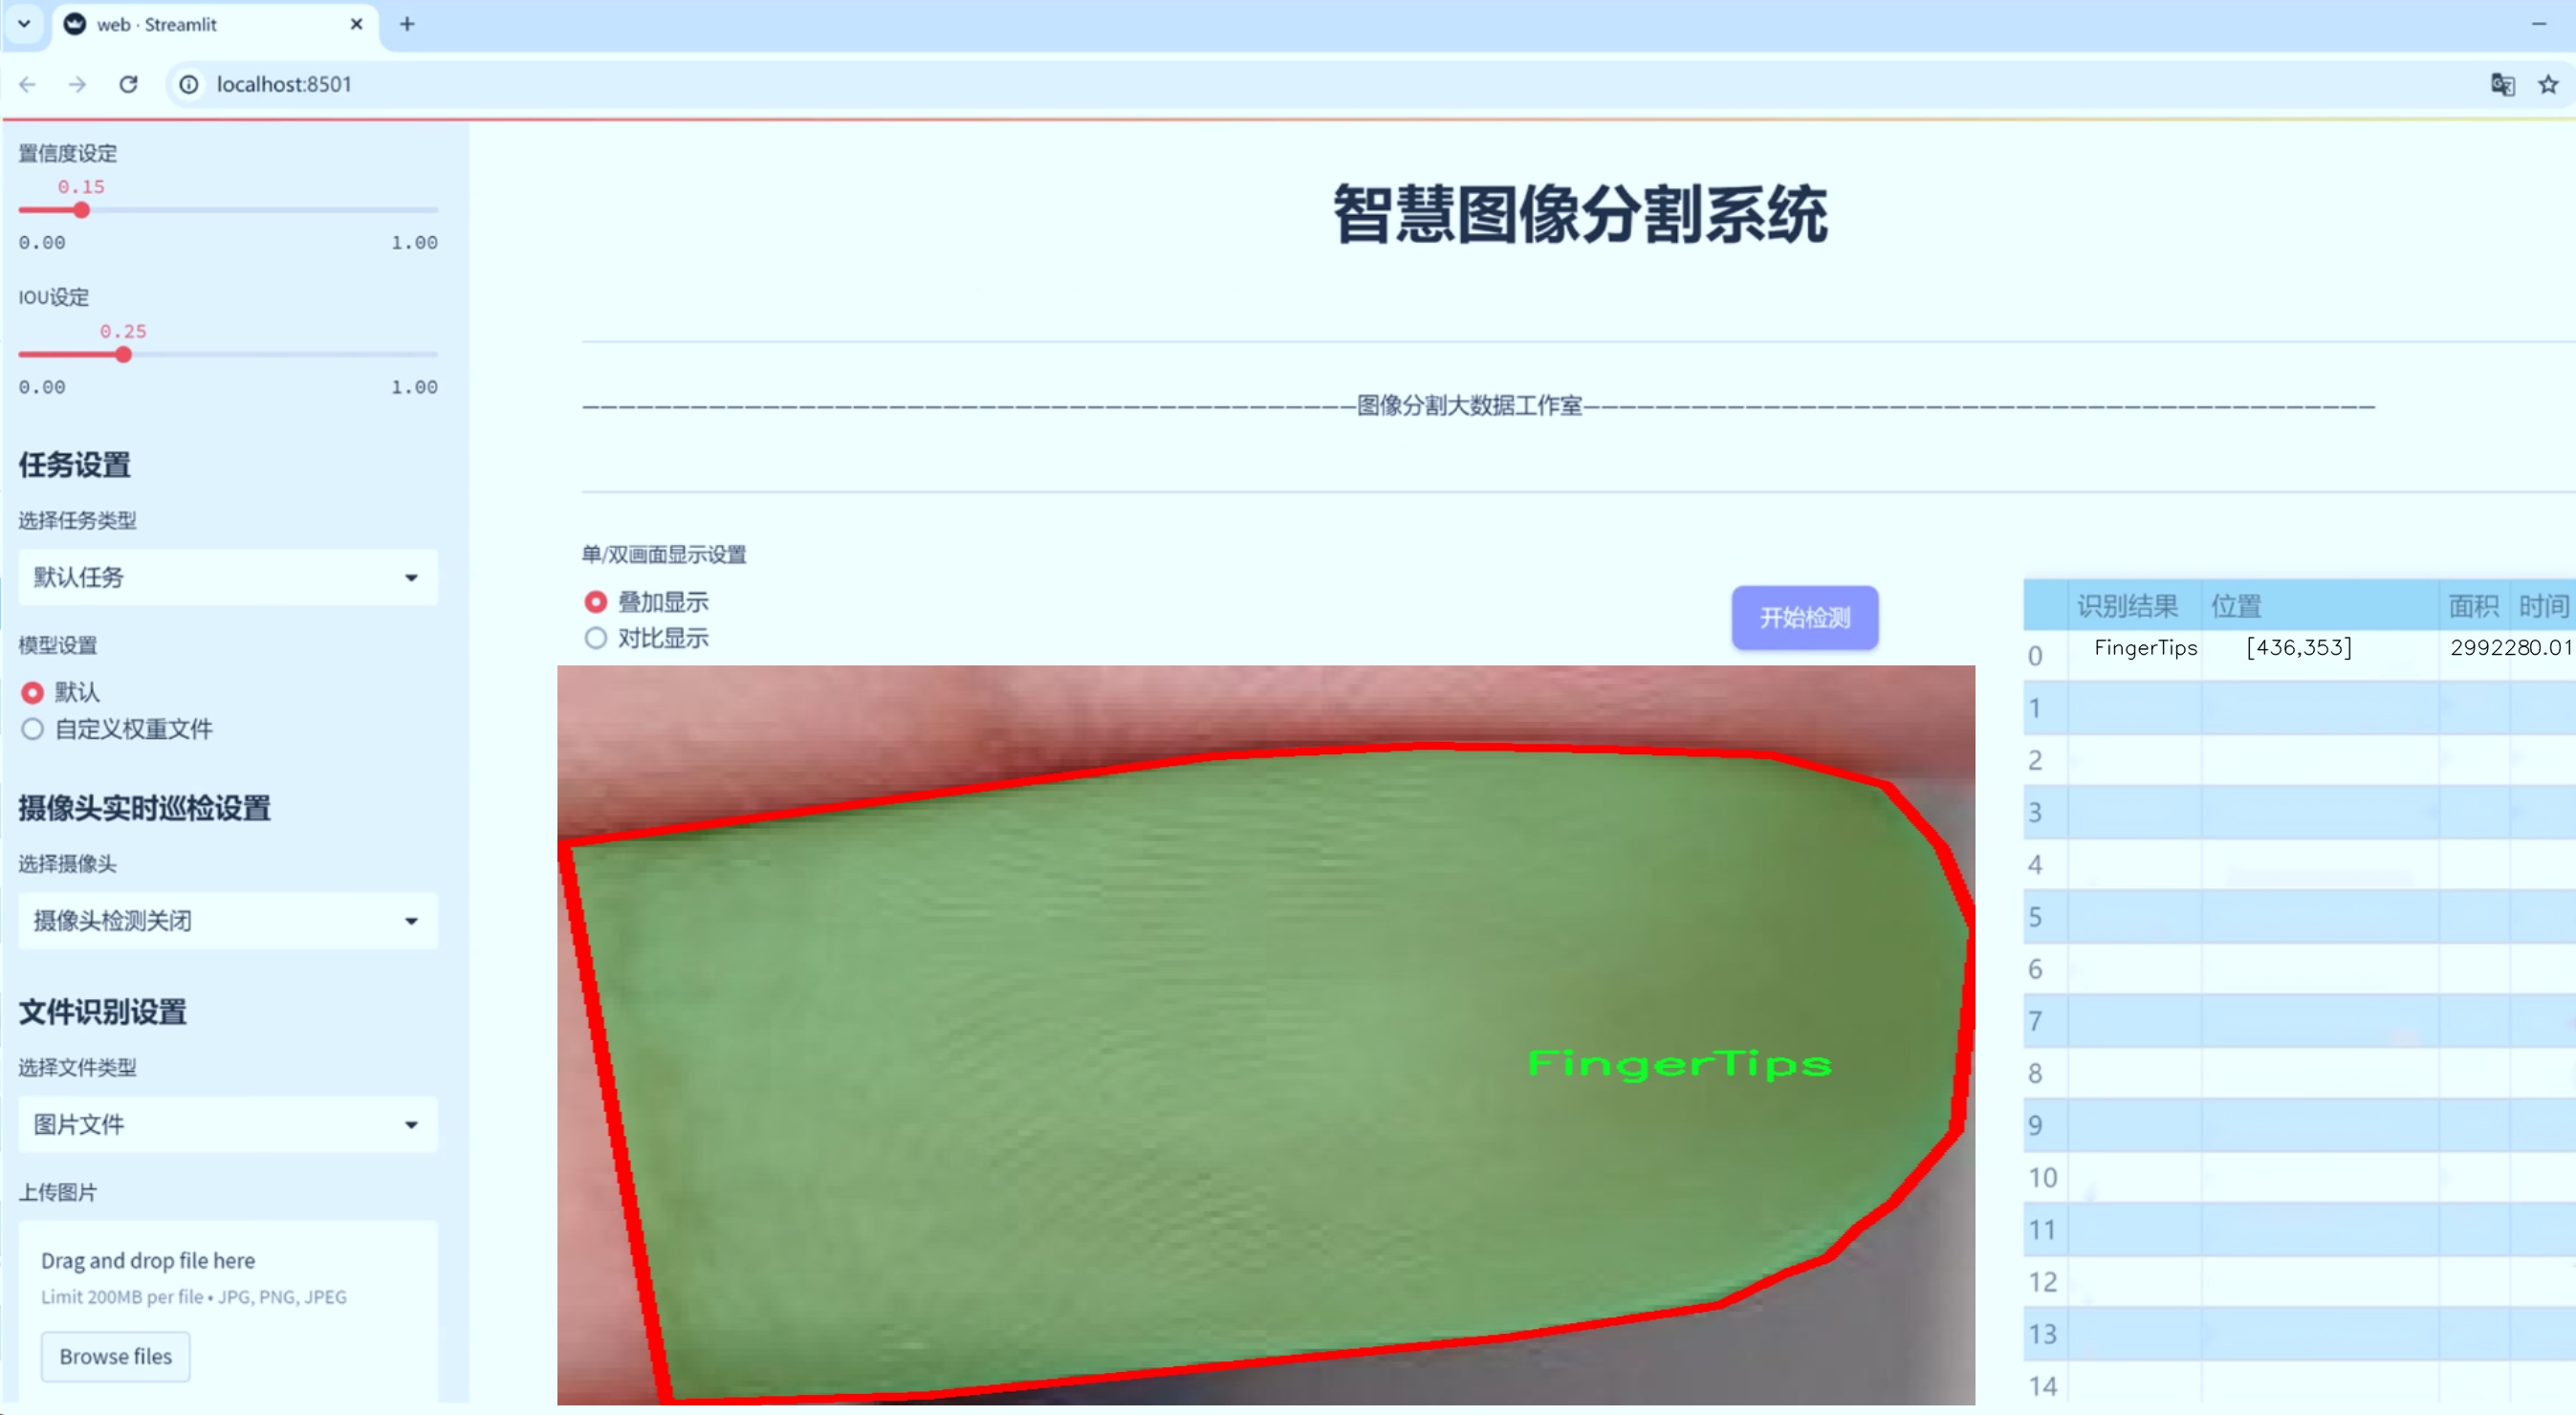 web · Streamlit
localhost:8501
置信度设定
0.15
0.00 1.00
IOU设定
0.25
0.00 1.00
任务设置
选择任务类型
默认任务
模型设置
默认
自定义权重文件
摄像头实时巡检设置
选择摄像头
摄像头检测关闭
文件识别设置
选择文件类型
图片文件
上传图片
Drag and drop file here
Limit 200MB per file • JPG, PNG, JPEG
Browse files
智慧图像分割系统
图像分割大数据工作室
单/双画面显示设置
叠加显示
对比显示
开始检测
FingerTips
识别结果 位置 面积 时间
0 FingerTips [436,353] 2992280.01
1
2
3
4
5
6
7
8
9
10
11
12
13
14